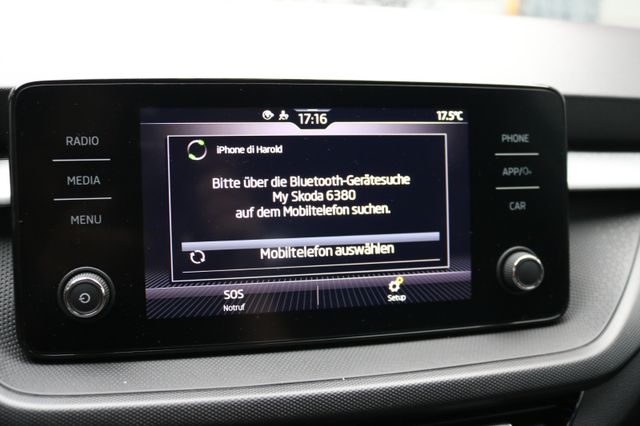 17:16
17.5°C
RADIO
MEDIA
MENU
iPhone di Harold
Bitte über die Bluetooth-Gerätesuche
My Skoda 6380
auf dem Mobiltelefon suchen.
Mobiltelefon auswählen
SOS
Notruf
Setup
PHONE
APP/
CAR